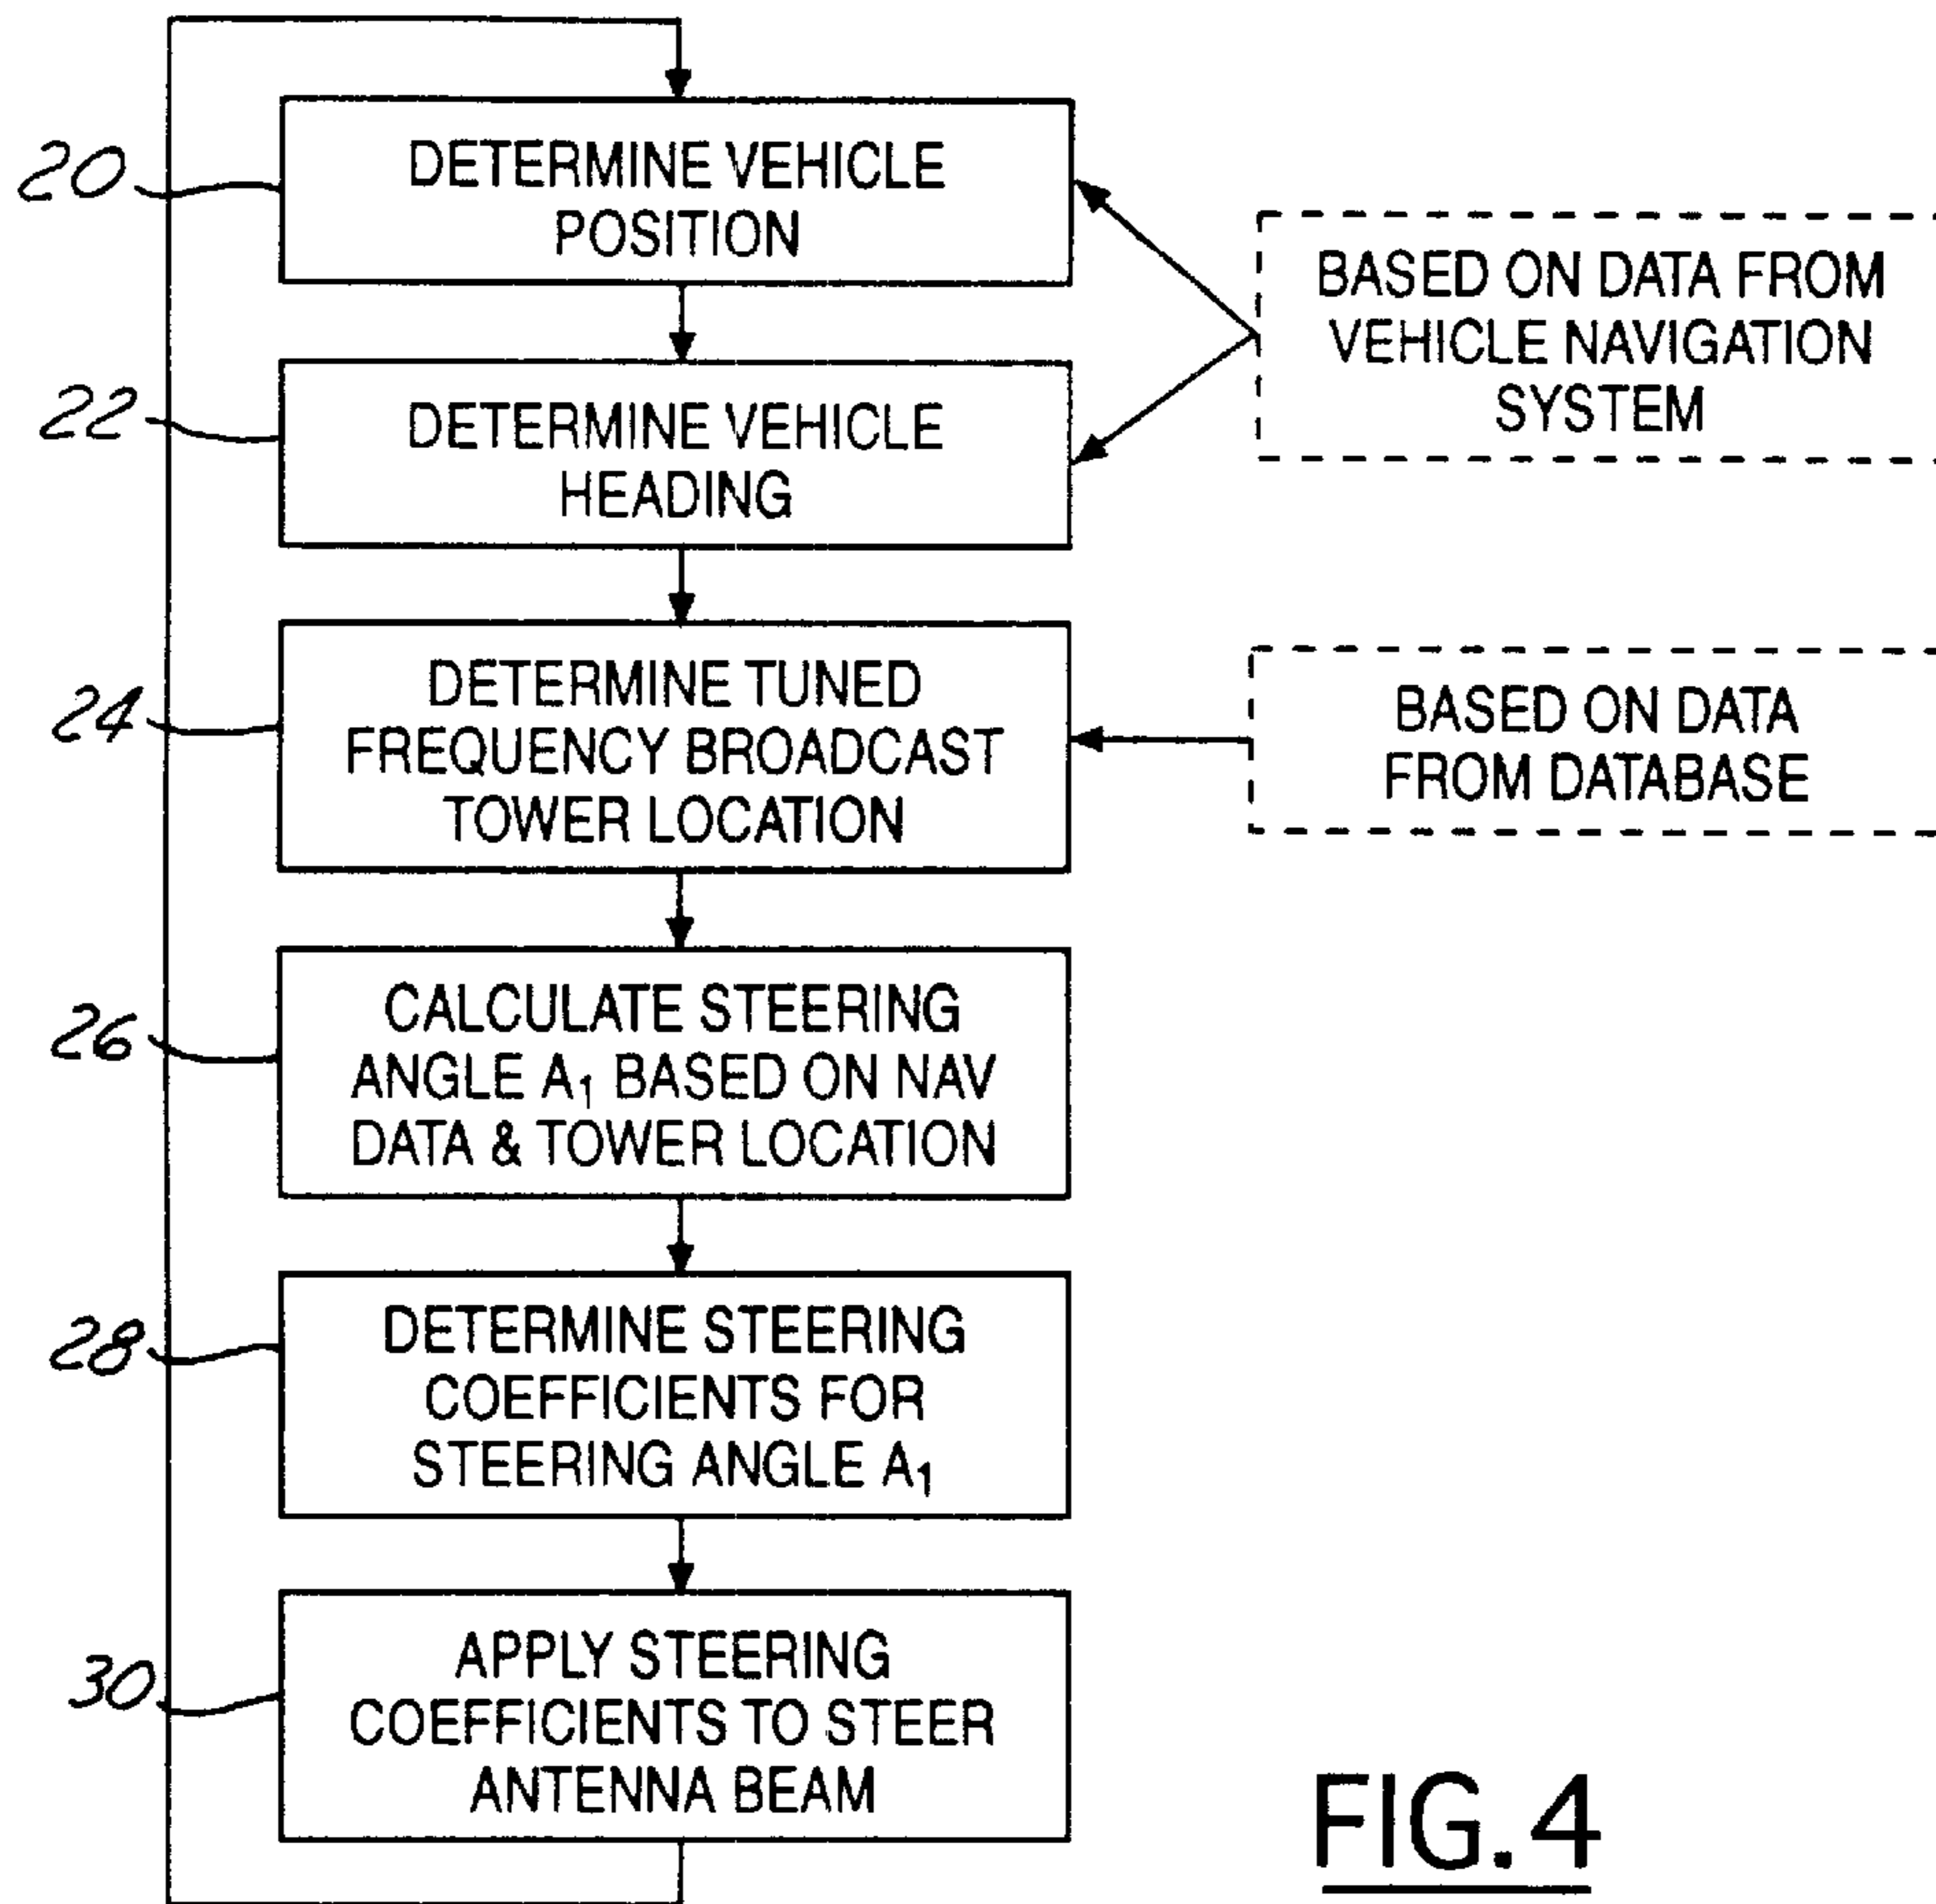 20
DETERMINE VEHICLE
POSITION
BASED ON DATA FROM
VEHICLE NAVIGATION
SYSTEM
22
DETERMINE VEHICLE
HEADING
24
DETERMINE TUNED
FREQUENCY BROADCAST
TOWER LOCATION
BASED ON DATA
FROM DATABASE
26
CALCULATE STEERING
ANGLE A₁ BASED ON NAV
DATA & TOWER LOCATION
28
DETERMINE STEERING
COEFFICIENTS FOR
STEERING ANGLE A₁
30
APPLY STEERING
COEFFICIENTS TO STEER
ANTENNA BEAM
FIG.4